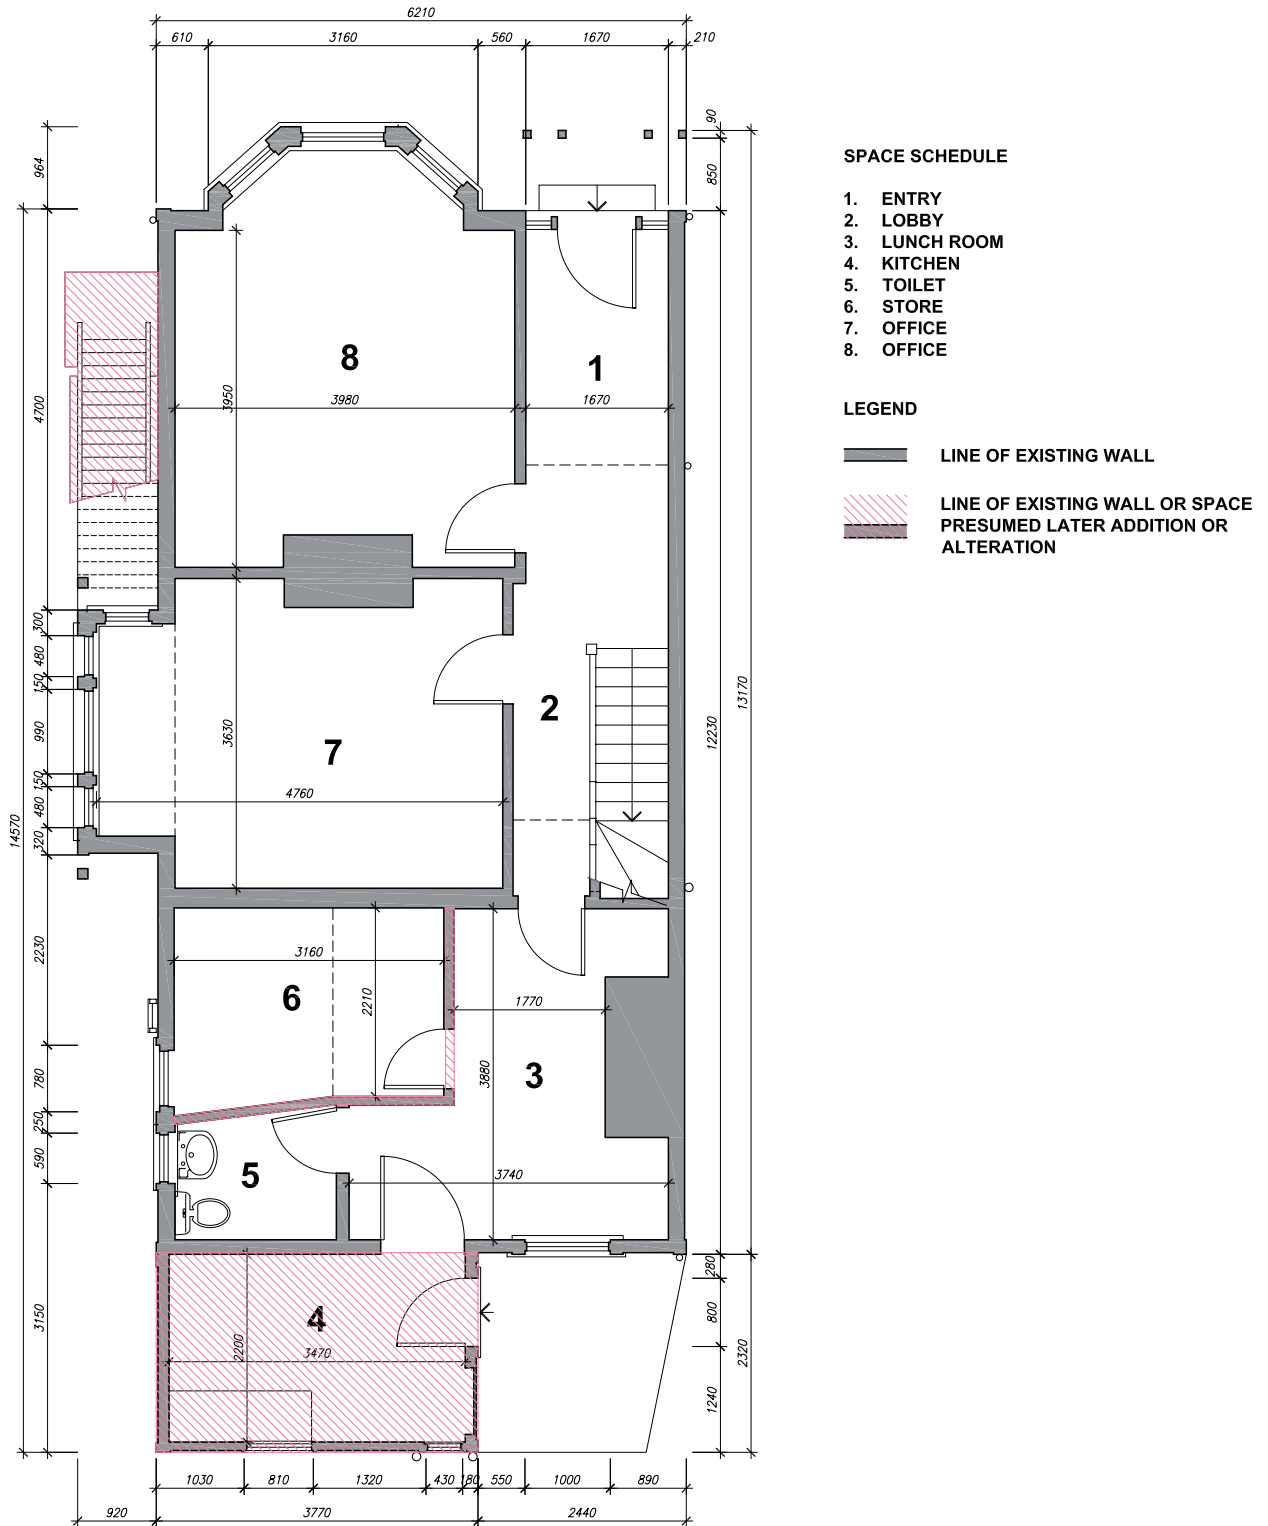 6210
610 3160 560 1670 210
90
964
850
SPACE SCHEDULE
1. ENTRY
2. LOBBY
3. LUNCH ROOM
4. KITCHEN
5. TOILET
6. STORE
7. OFFICE
8. OFFICE
8
1
3950
3980
1670
4700
LEGEND
LINE OF EXISTING WALL
LINE OF EXISTING WALL OR SPACE
PRESUMED LATER ADDITION OR
ALTERATION
300
480
150
990
150
480
320
14570
3630
7
4760
2
13170
12230
2230
3160
6
2210
1770
3
3880
780
250
590
5
3740
3150
4
2200
3470
280
800
2320
1240
1030 810 1320 430 180 550 1000 890
920 3770 2440